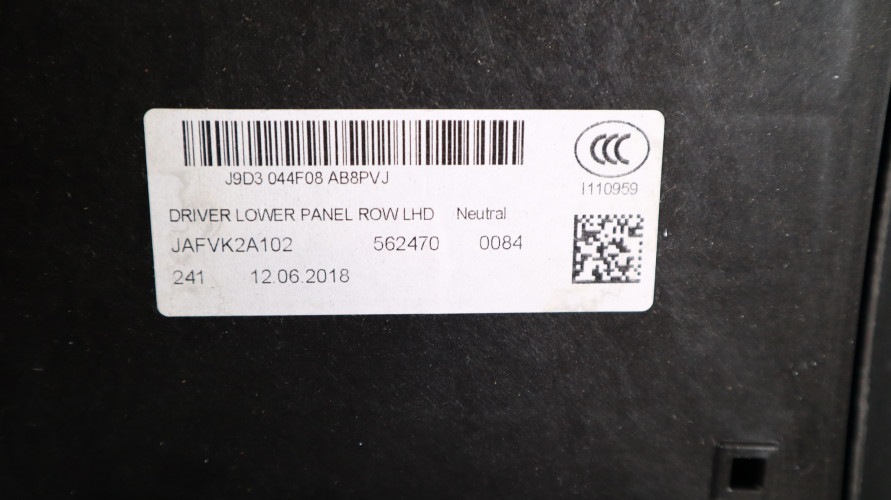 J9D3 044F08 AB8PVJ
CCC
I110959
DRIVER LOWER PANEL ROW LHD Neutral
JAFVK2A102 562470 0084
241 12.06.2018